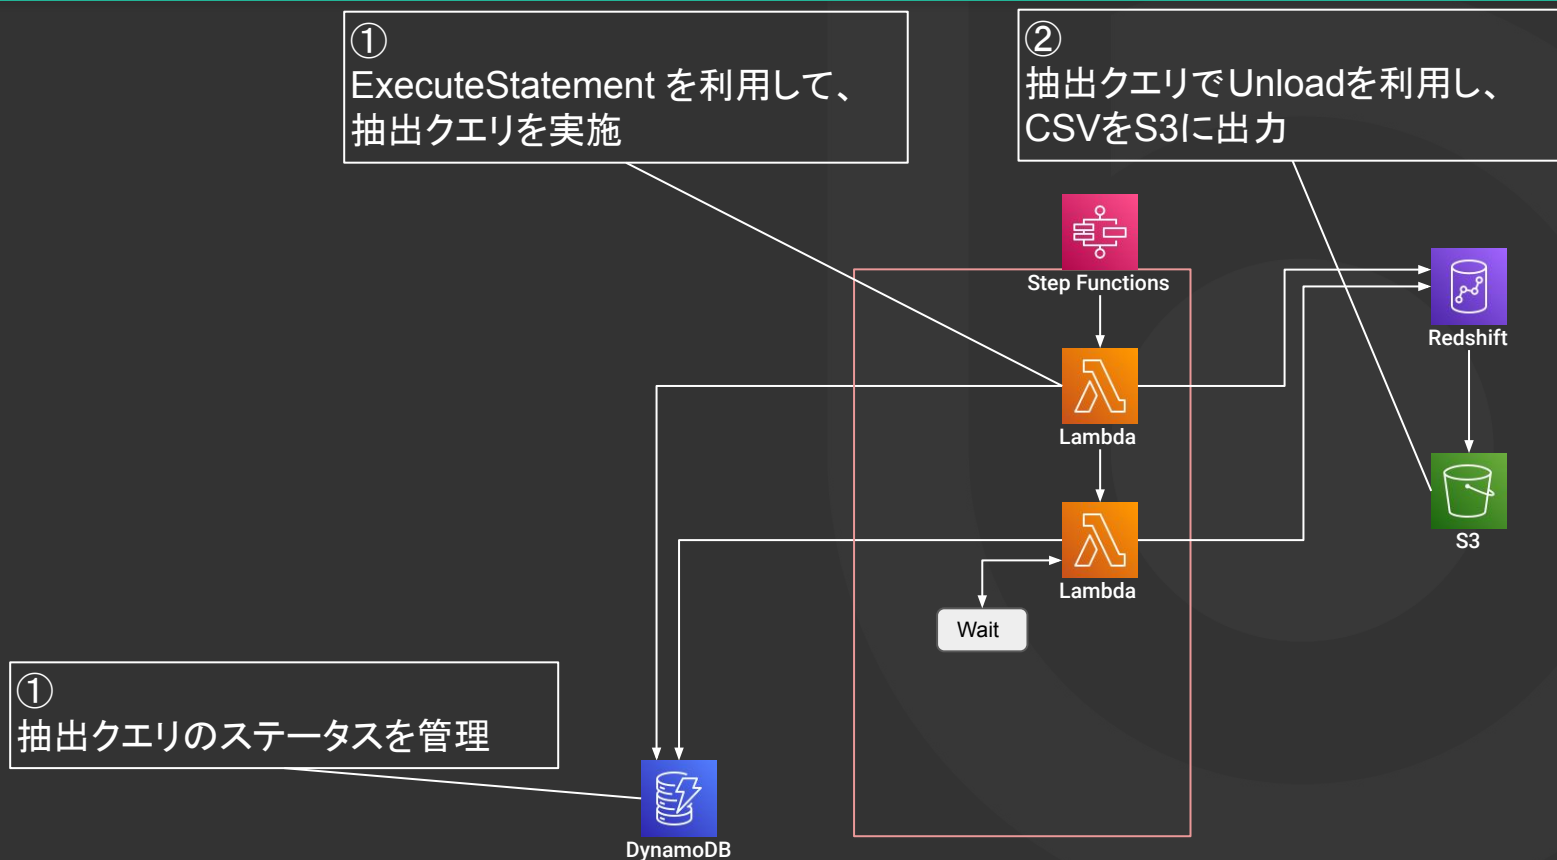 ①
ExecuteStatement を利用して、
抽出クエリを実施
②
抽出クエリでUnloadを利用し、
CSVをS3に出力
Step Functions
Redshift
Lambda
S3
Lambda
Wait
①
抽出クエリのステータスを管理
DynamoDB